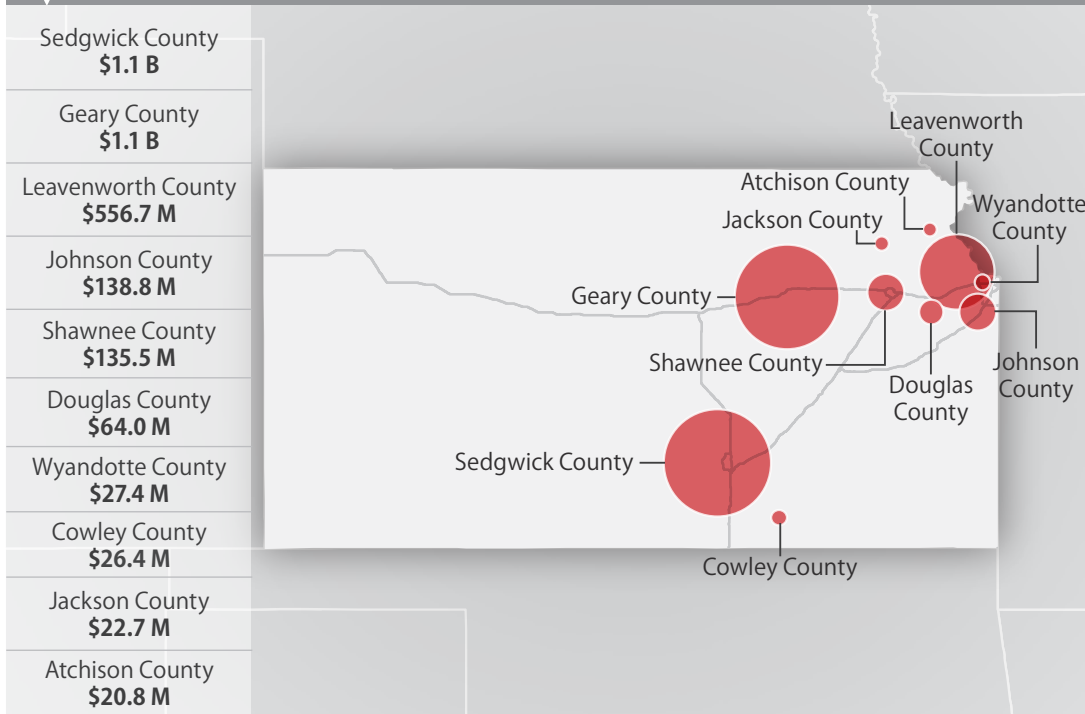 Sedgwick County
$1.1 B
Geary County
$1.1 B
Leavenworth County
$556.7 M
Johnson County
$138.8 M
Shawnee County
$135.5 M
Douglas County
$64.0 M
Wyandotte County
$27.4 M
Cowley County
$26.4 M
Jackson County
$22.7 M
Atchison County
$20.8 M
Leavenworth
County
Atchison County
Wyandotte
County
Jackson County
Geary County
Shawnee County
Johnson
County
Douglas
County
Sedgwick County
Cowley County